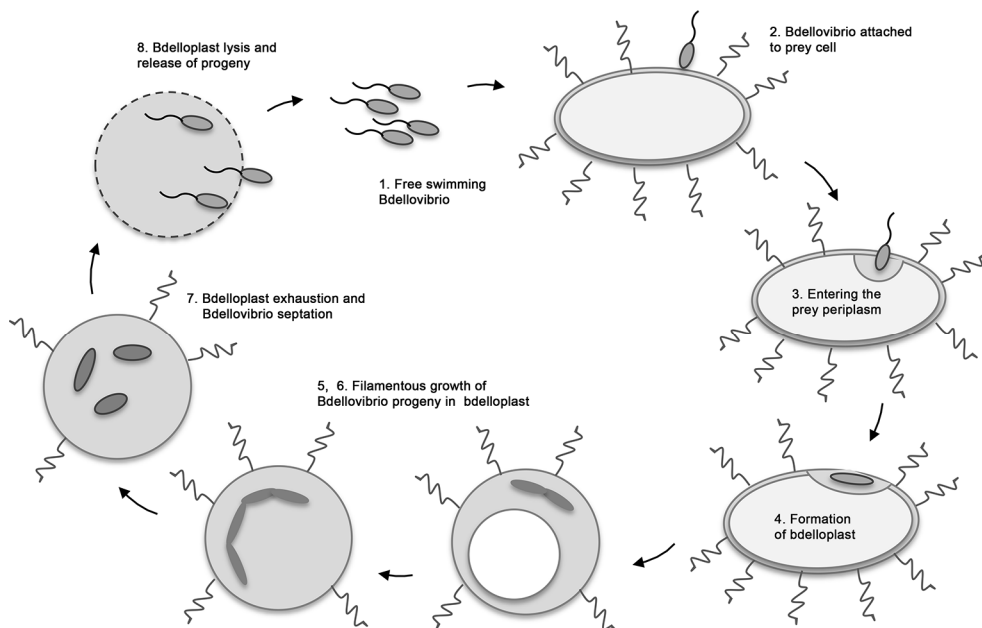 8. Bdelloplast lysis and
release of progeny
1. Free swimming
Bdellovibrio
2. Bdellovibrio attached
to prey cell
3. Entering the
prey periplasm
4. Formation
of bdelloplast
5, 6. Filamentous growth of
Bdellovibrio progeny in bdelloplast
7. Bdelloplast exhaustion and
Bdellovibrio septation